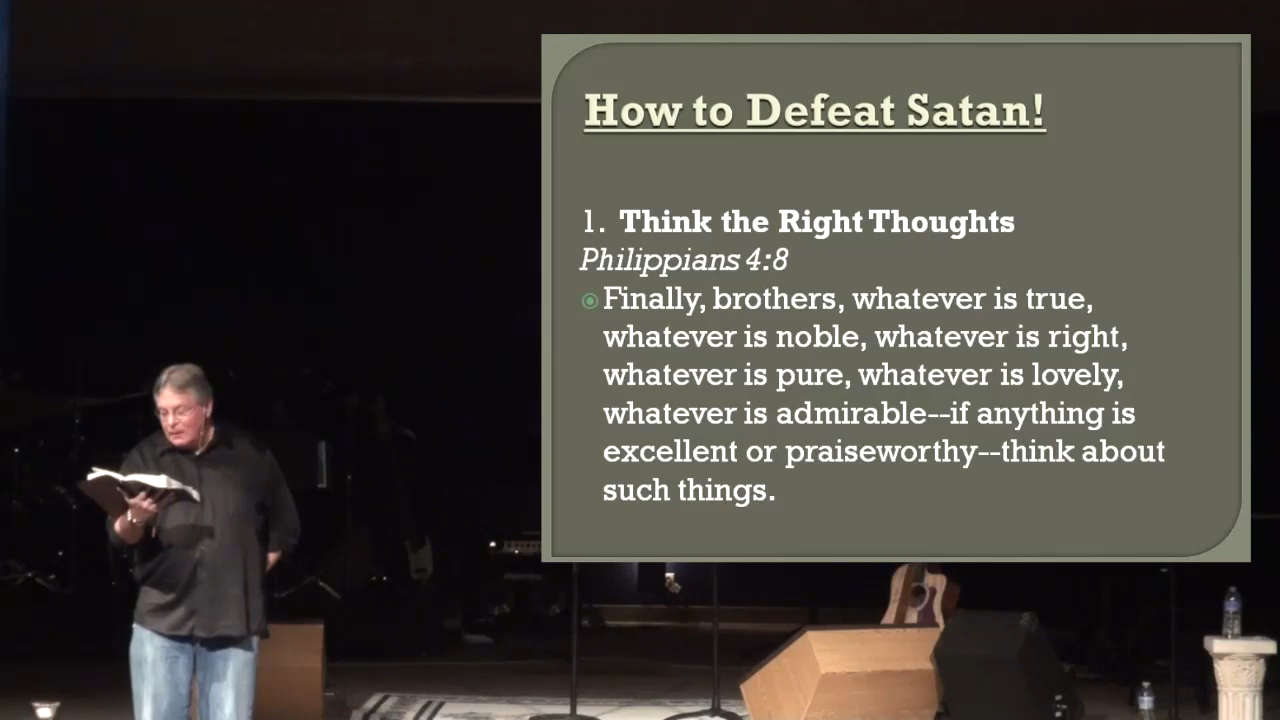 How to Defeat Satan!
1. Think the Right Thoughts
Philippians 4:8
Finally, brothers, whatever is true,
whatever is noble, whatever is right,
whatever is pure, whatever is lovely,
whatever is admirable--if anything is
excellent or praiseworthy--think about
such things.